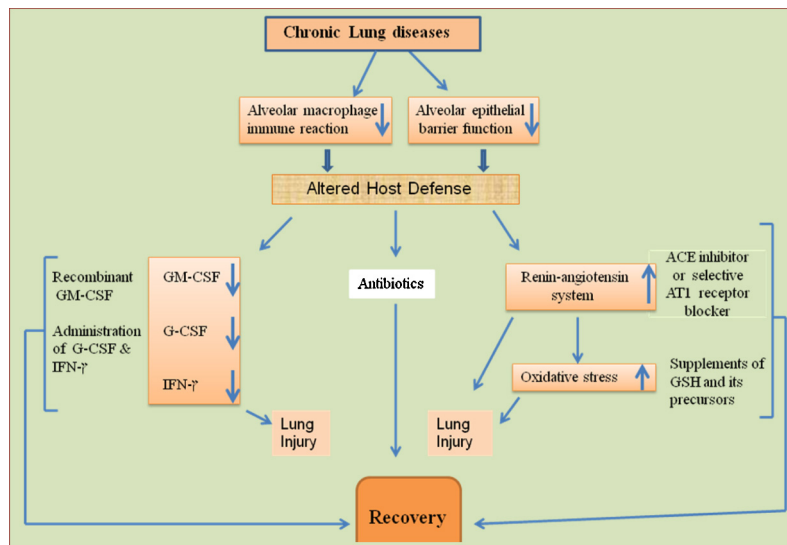 Chronic Lung diseases
Alveolar macrophage
immune reaction
Alveolar epithelial
barrier function
Altered Host Defense
Recombinant
GM-CSF
Administration
of G-CSF &
IFN-γ
GM-CSF
G-CSF
IFN-γ
Lung
Injury
Antibiotics
Renin-angiotensin
system
ACE inhibitor
or selective
AT1 receptor
blocker
Oxidative stress
Supplements of
GSH and its
precursors
Lung
Injury
Recovery